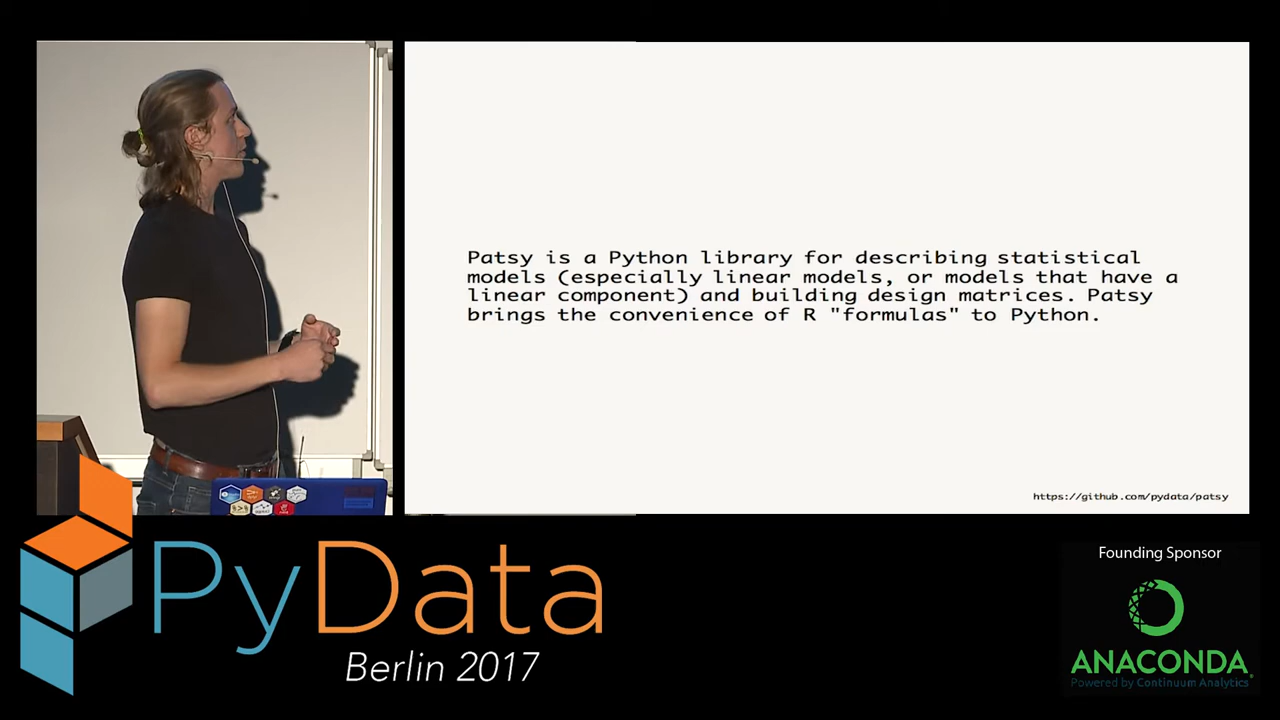 Patsy is a Python library for describing statistical
models (especially linear models, or models that have a
linear component) and building design matrices. Patsy
brings the convenience of R "formulas" to Python.
https://github.com/pydata/patsy
PyData
Berlin 2017
Founding Sponsor
ANACONDA
Powered by Continuum Analytics